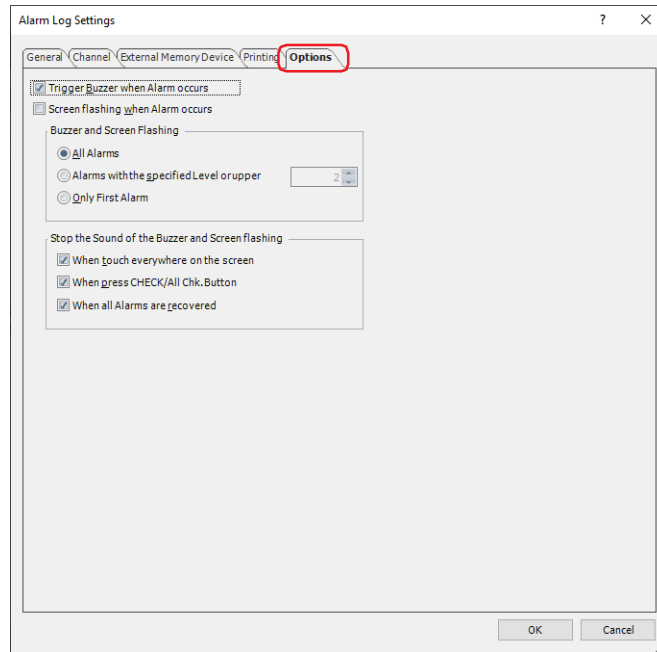 Alarm Log Settings ?
General Channel External Memory Device Printing Options
Trigger Buzzer when Alarm occurs
Screen flashing when Alarm occurs
Buzzer and Screen Flashing
All Alarms
Alarms with the specified Level or upper 2
Only First Alarm
Stop the Sound of the Buzzer and Screen flashing
When touch everywhere on the screen
When press CHECK/All Chk. Button
When all Alarms are recovered
OK Cancel